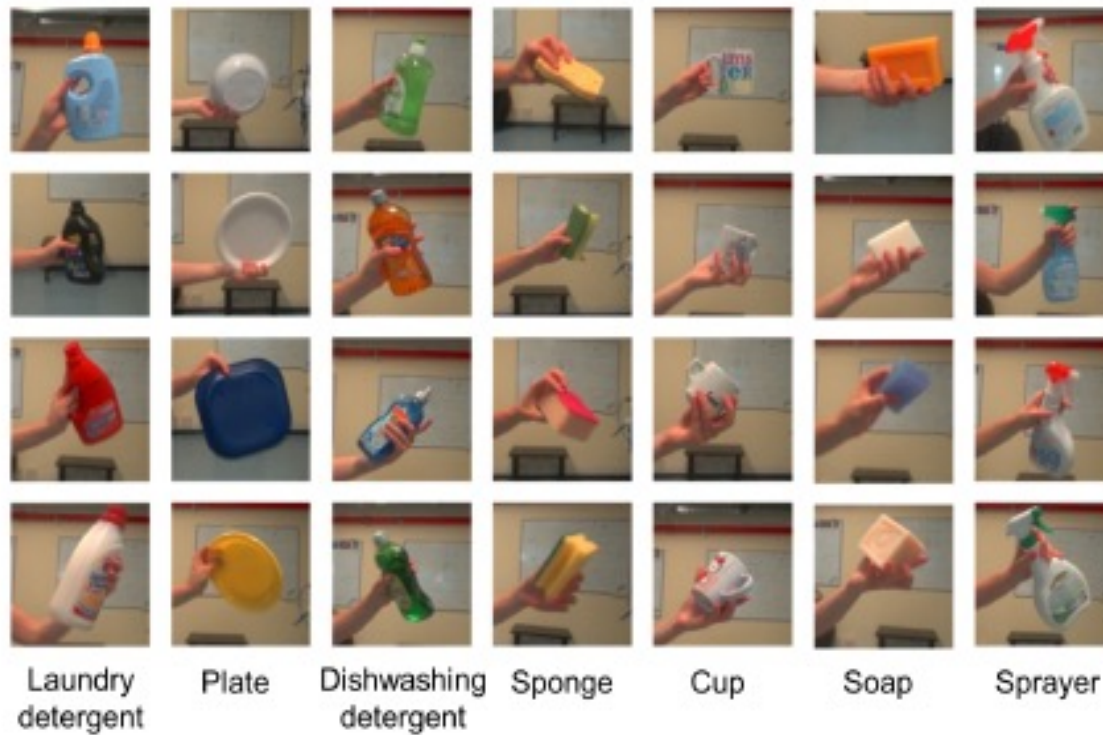 Laundry
detergent
Plate
Dishwashing
detergent
Sponge
Cup
Soap
Sprayer